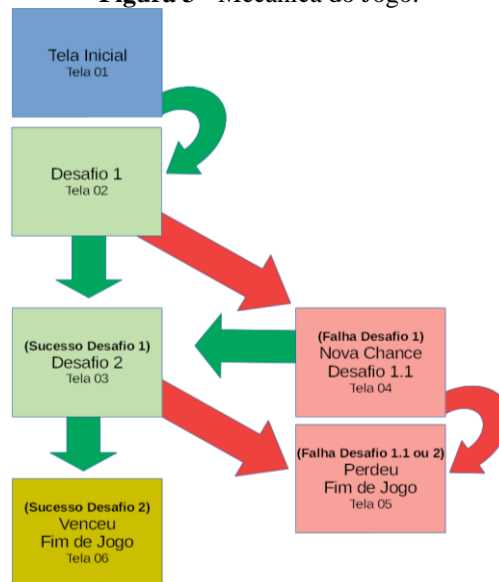 Figura 3 - Mecânica do Jogo.
Tela Inicial
Tela 01
Desafio 1
Tela 02
(Sucesso Desafio 1)
Desafio 2
Tela 03
(Falha Desafio 1)
Nova Chance
Desafio 1.1
Tela 04
(Falha Desafio 1.1 ou 2)
Perdeu
Fim de Jogo
Tela 05
(Sucesso Desafio 2)
Venceu
Fim de Jogo
Tela 06